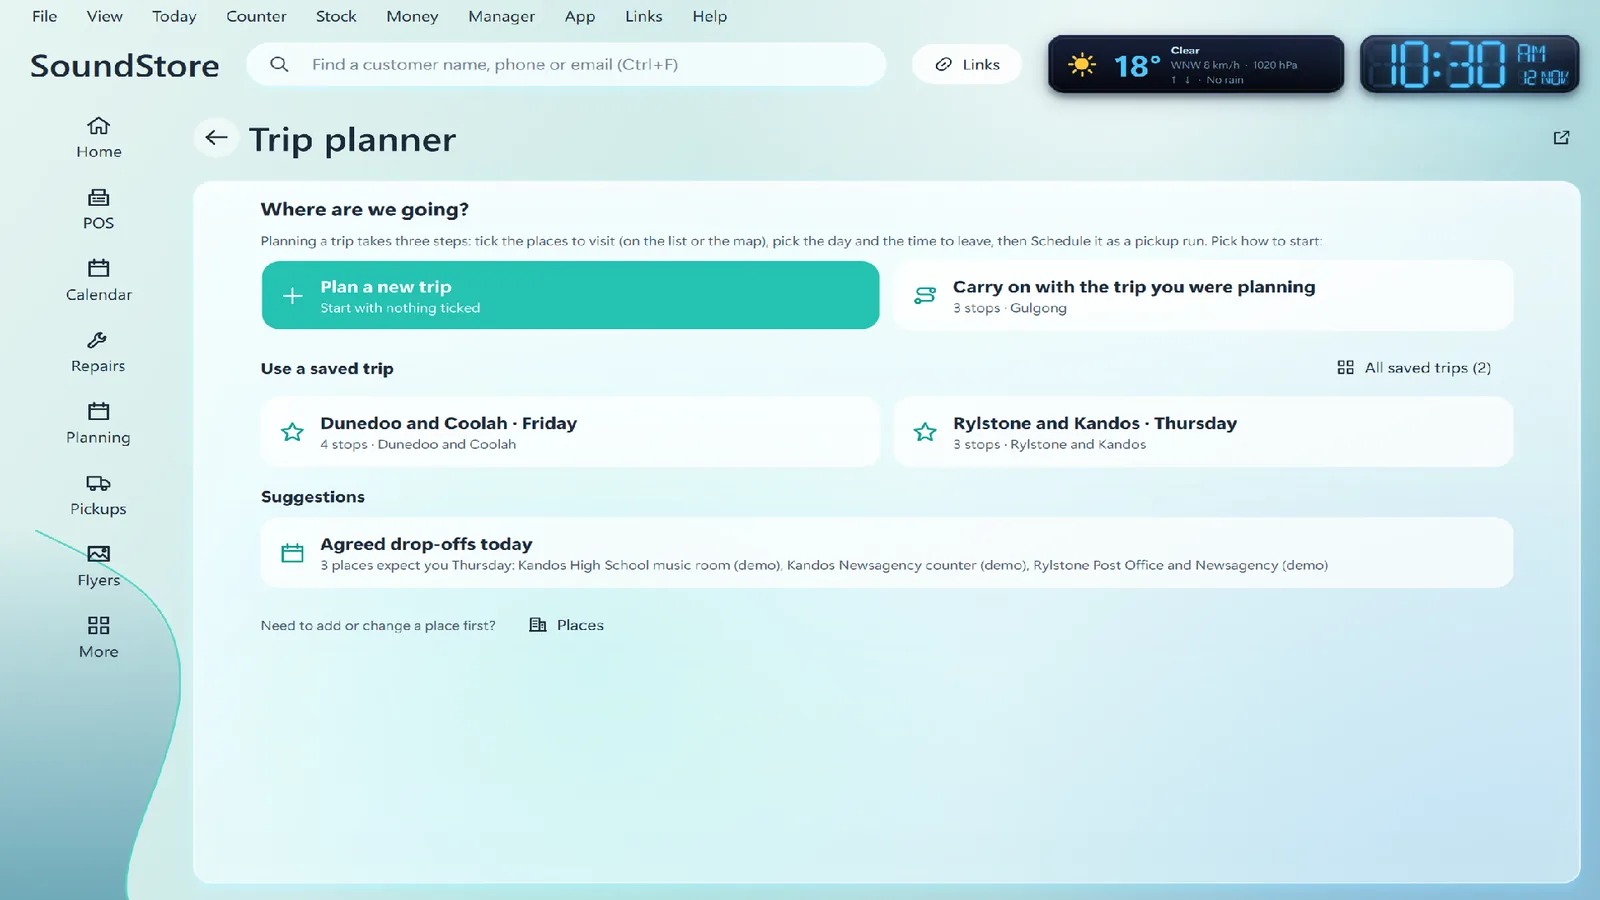 File View Today Counter Stock Money Manager App Links Help
SoundStore
Find a customer name, phone or email (Ctrl+F)
Links
18°
Clear
WNW 8 km/h · 1020 hPa
↑ ↓ · No rain
10:30 AM
12 NOV
Home
POS
Calendar
Repairs
Planning
Pickups
Flyers
More
Trip planner
Where are we going?
Planning a trip takes three steps: tick the places to visit (on the list or the map), pick the day and the time to leave, then Schedule it as a pickup run. Pick how to start:
Plan a new trip
Start with nothing ticked
Carry on with the trip you were planning
3 stops · Gulgong
Use a saved trip
All saved trips (2)
Dunedoo and Coolah · Friday
4 stops · Dunedoo and Coolah
Rylstone and Kandos · Thursday
3 stops · Rylstone and Kandos
Suggestions
Agreed drop-offs today
3 places expect you Thursday: Kandos High School music room (demo), Kandos Newsagency counter (demo), Rylstone Post Office and Newsagency (demo)
Need to add or change a place first?
Places